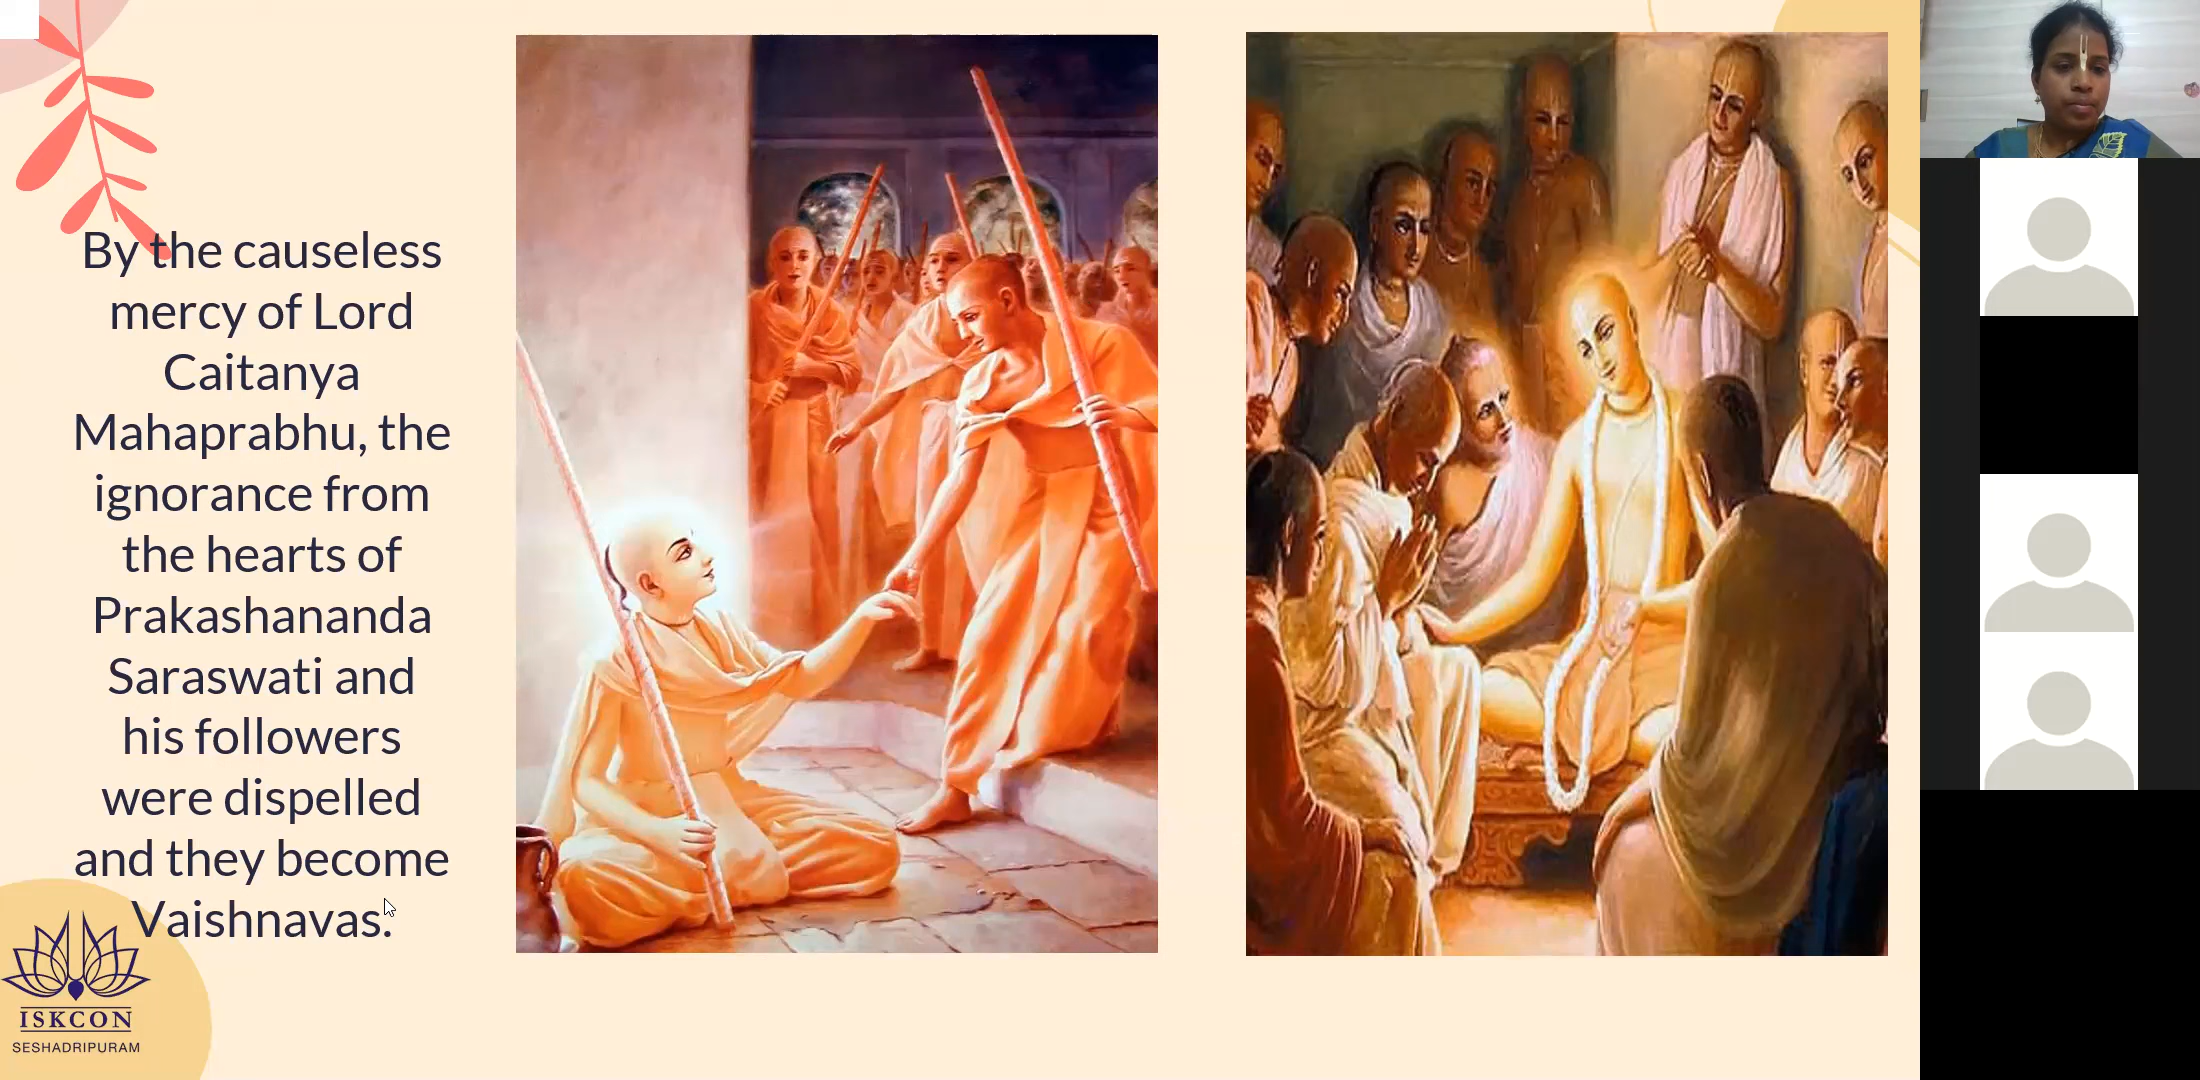 By the causeless
mercy of Lord
Caitanya
Mahaprabhu, the
ignorance from
the hearts of
Prakashananda
Saraswati and
his followers
were dispelled
and they become
Vaishnavas.
ISKCON
SESHADRIPURAM